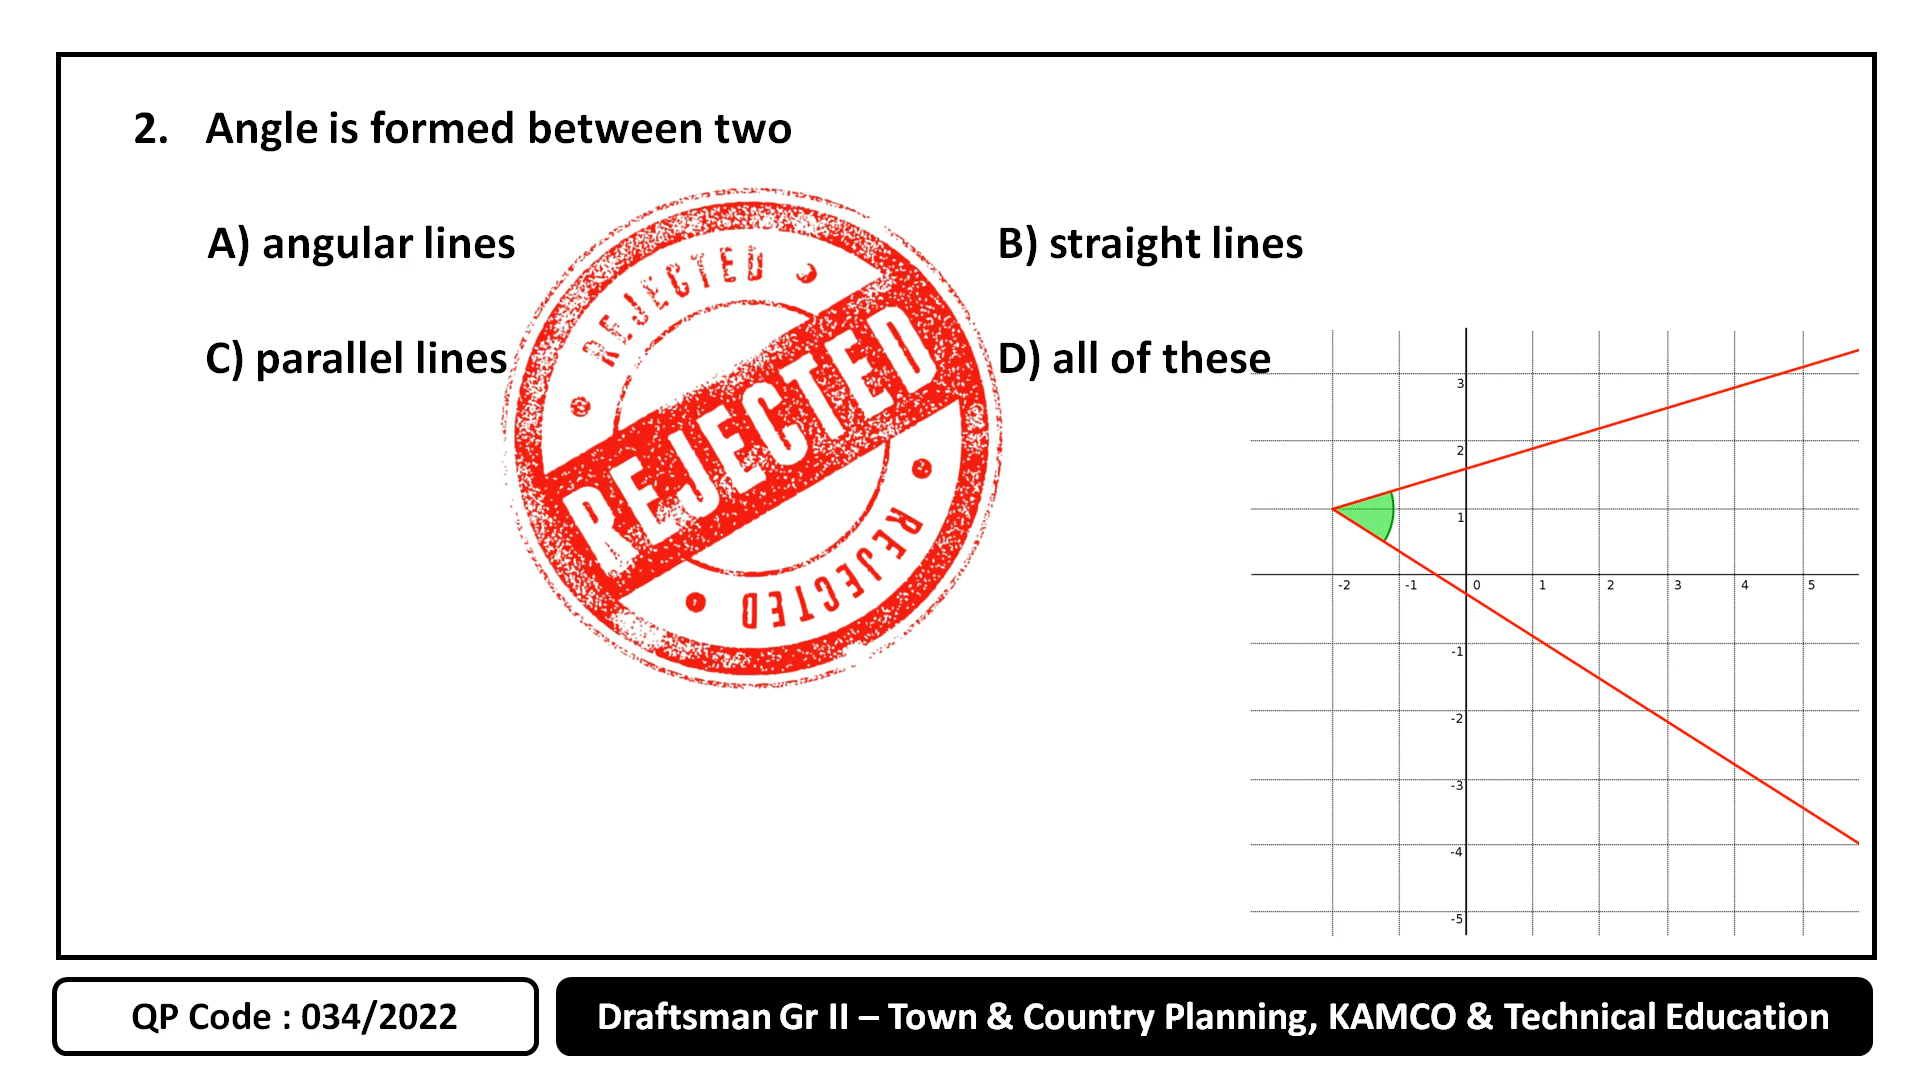 2. Angle is formed between two
A) angular lines
B) straight lines
C) parallel lines
D) all of these
REJECTED
REJECTED
REJECTED
3
2
1
-2 -1 0 1 2 3 4 5
-1
-2
-3
-4
-5
QP Code : 034/2022
Draftsman Gr II – Town & Country Planning, KAMCO & Technical Education